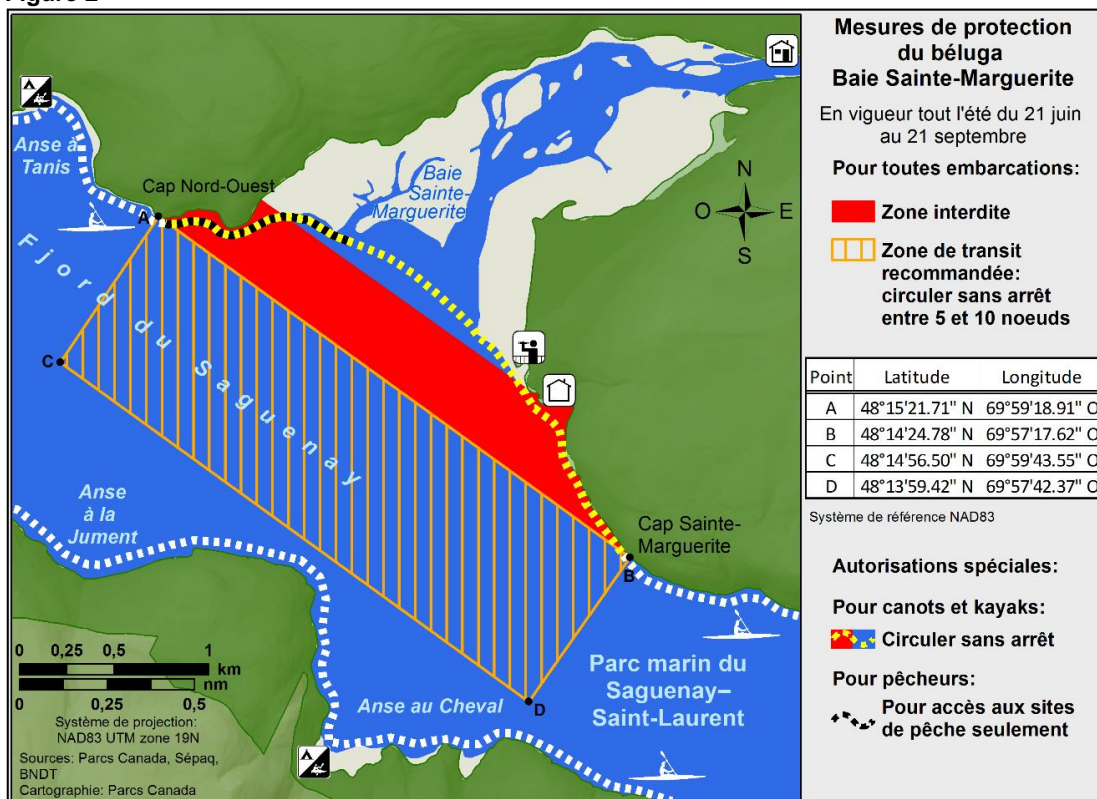 Figure 2
Mesures de protection
du béluga
Baie Sainte-Marguerite
En vigueur tout l'été du 21 juin
au 21 septembre
Pour toutes embarcations:
Zone interdite
Zone de transit
recommandée:
circuler sans arrêt
entre 5 et 10 noeuds
Point Latitude Longitude
A 48°15'21.71" N 69°59'18.91" O
B 48°14'24.78" N 69°57'17.62" O
C 48°14'56.50" N 69°59'43.55" O
D 48°13'59.42" N 69°57'42.37" O
Système de référence NAD83
Autorisations spéciales:
Pour canots et kayaks:
Circuler sans arrêt
Pour pêcheurs:
Pour accès aux sites
de pêche seulement
Anse à
Tanis
Cap Nord-Ouest
Baie
Sainte-
Marguerite
N
O E
S
A
Fjord du Saguenay
C
Anse
à la
Jument
Cap Sainte-
Marguerite
B
Parc marin du
Saguenay–
Saint-Laurent
Anse au Cheval
D
0 0,25 0,5 1
km
nm
0 0,25 0,5
Système de projection:
NAD83 UTM zone 19N
Sources: Parcs Canada, Sépaq,
BNDT
Cartographie: Parcs Canada